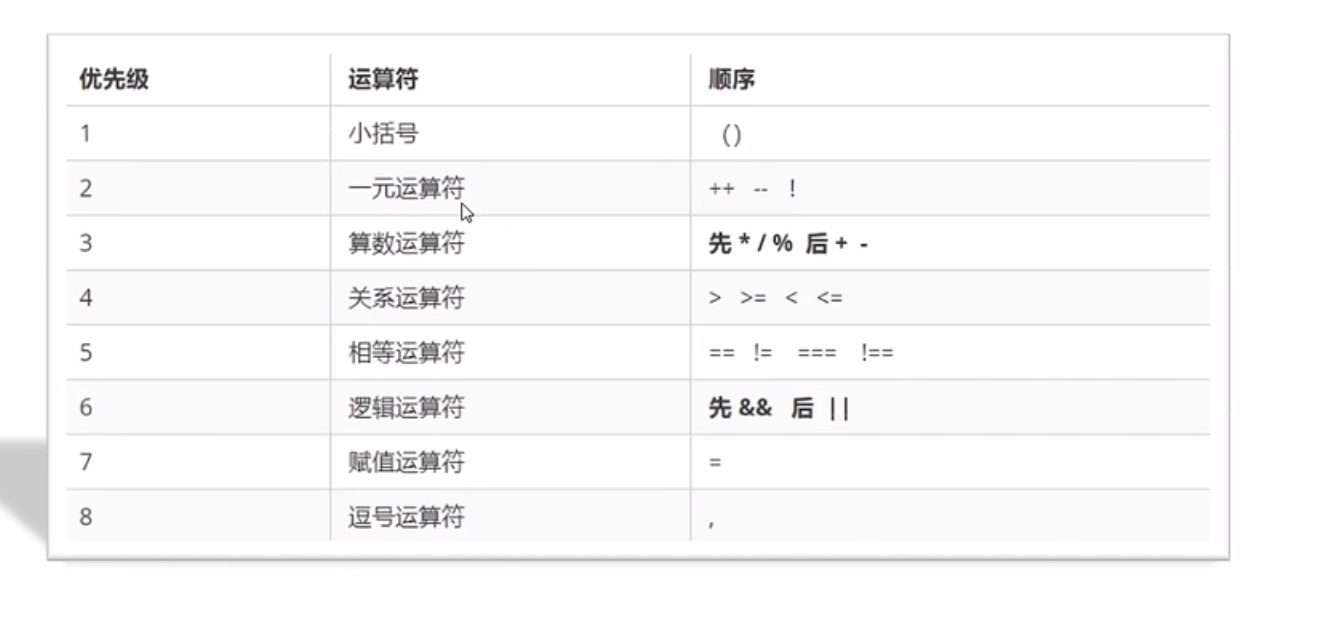 优先级 运算符 顺序
1 小括号 ()
2 一元运算符 ++ -- !
3 算数运算符 先 * / % 后 + -
4 关系运算符 > >= < <=
5 相等运算符 == != === !==
6 逻辑运算符 先 && 后 ||
7 赋值运算符 =
8 逗号运算符 ,